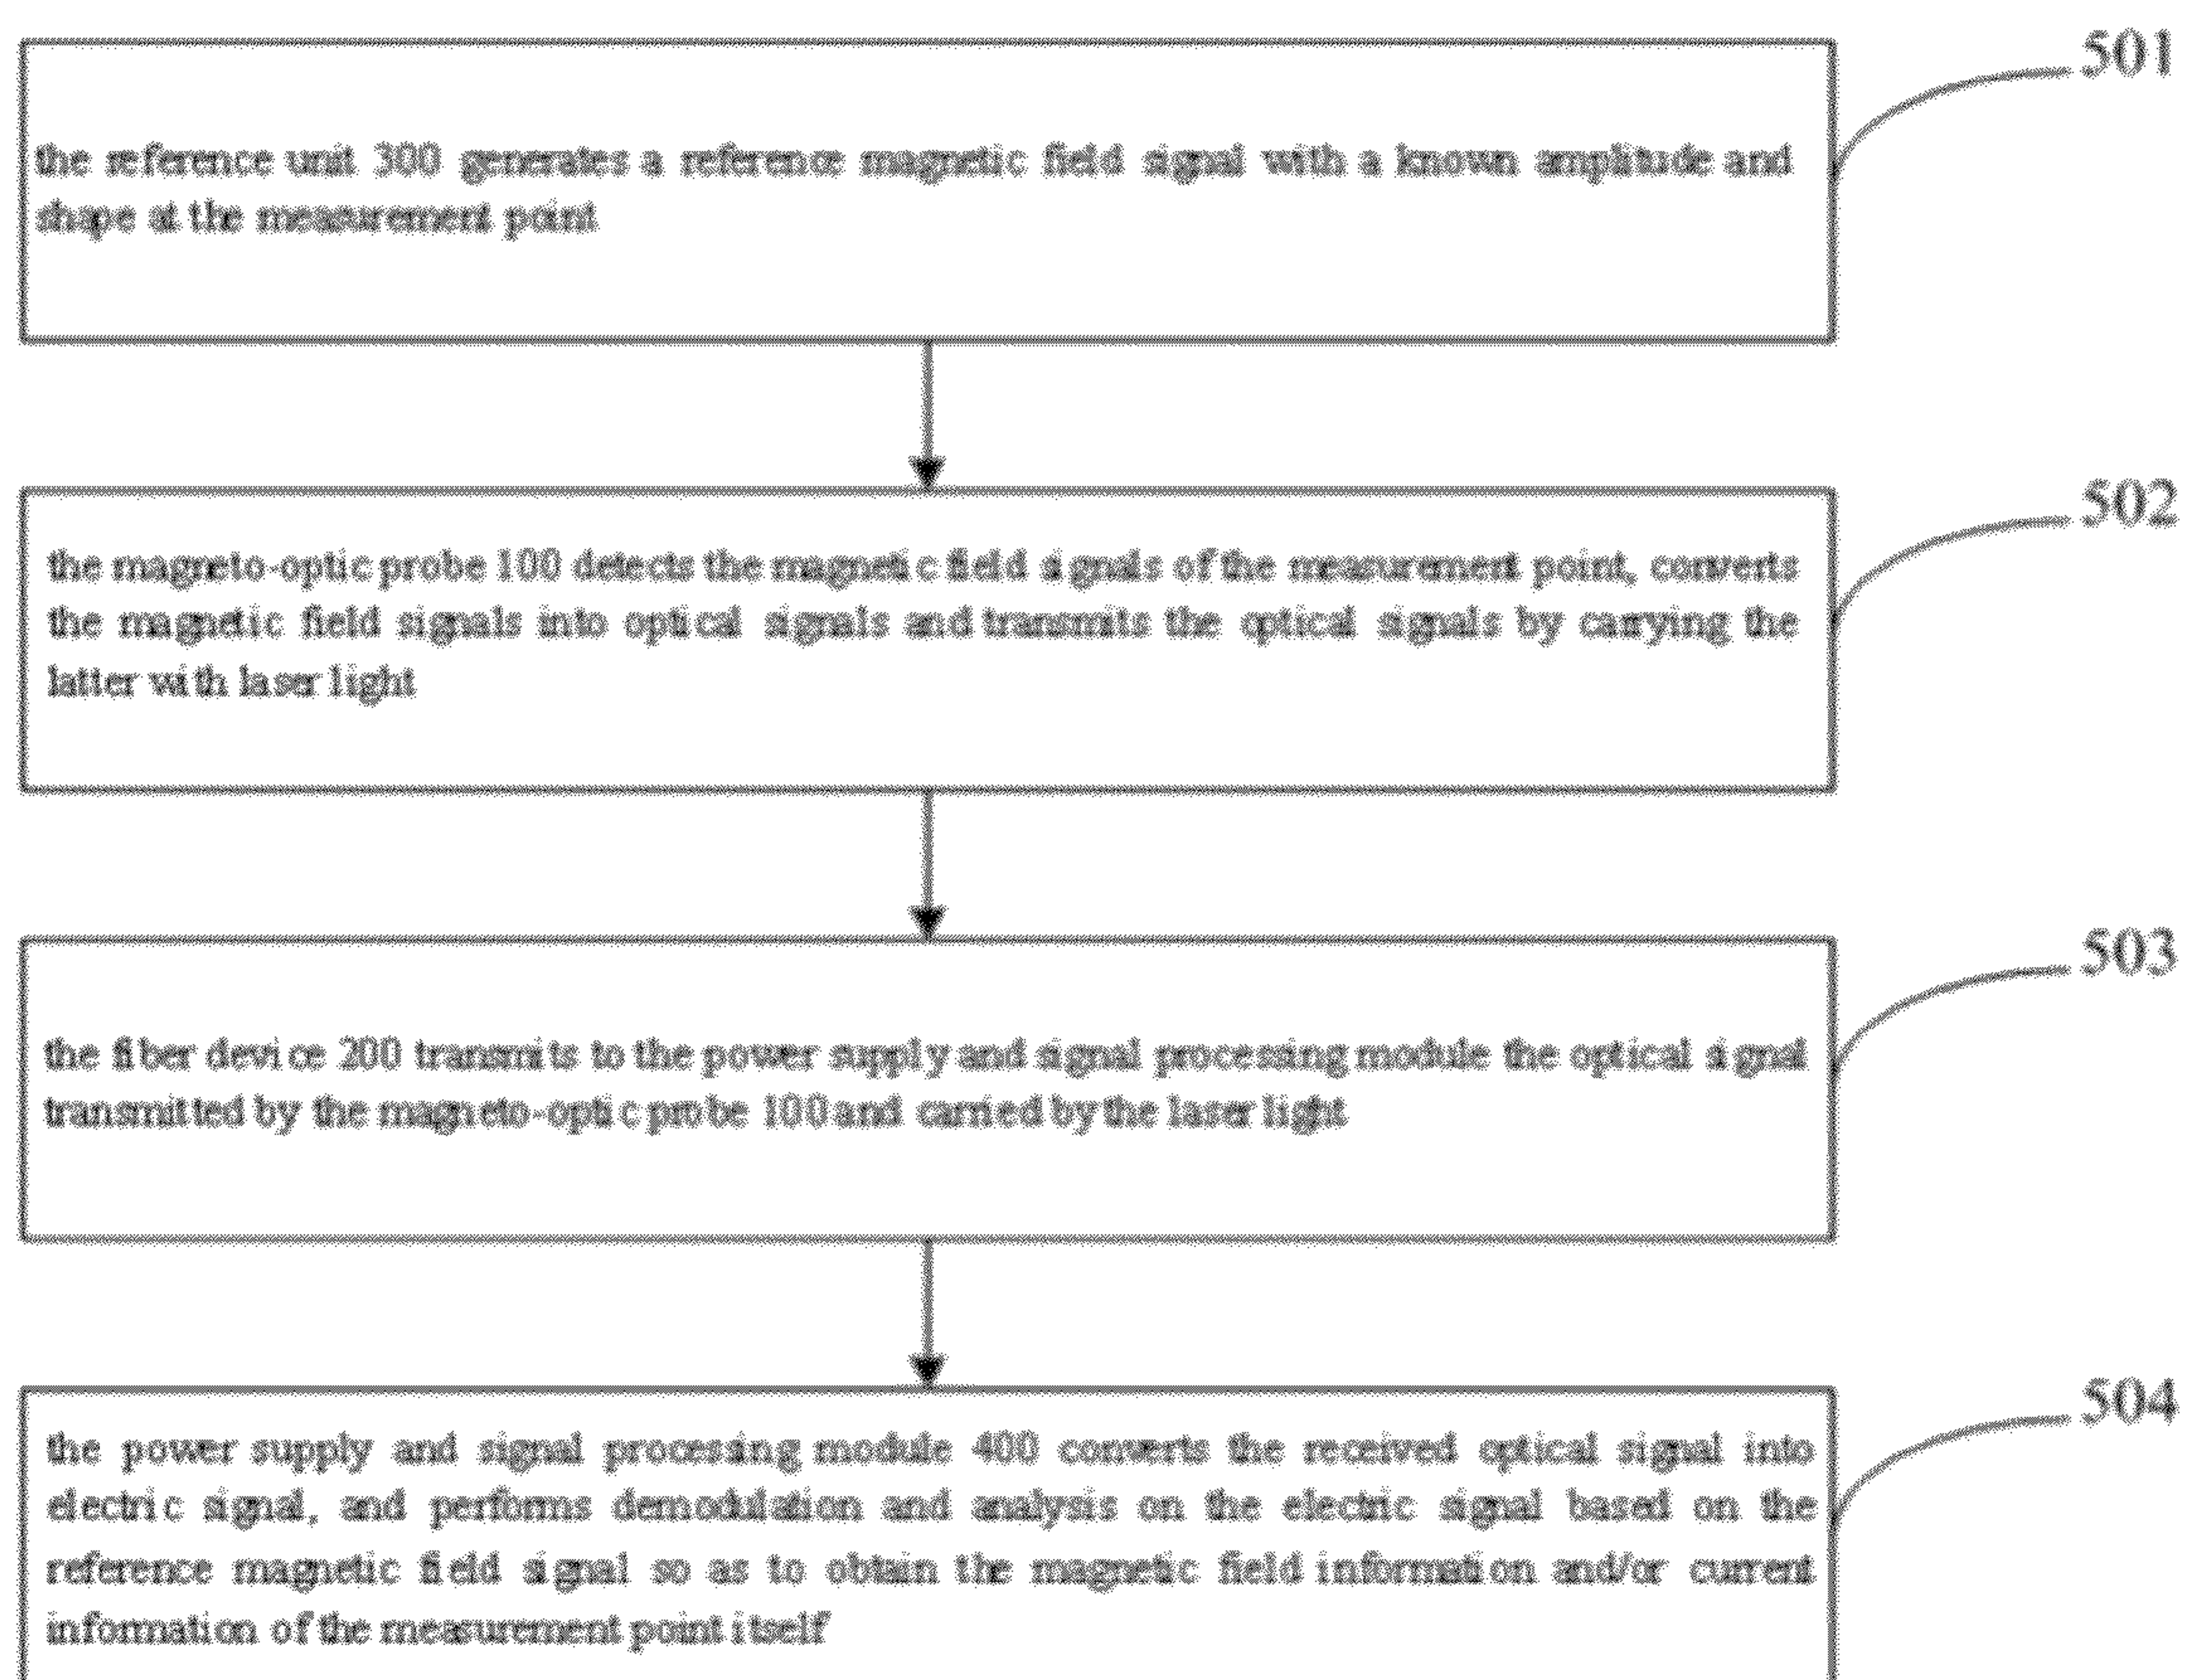 501
the reference unit 300 generates a reference magnetic field signal with a known amplitude and
shape at the measurement point
502
the magneto-optic probe 100 detects the magnetic field signals of the measurement point, converts
the magnetic field signals into optical signals and transmits the optical signals by carrying the
latter with laser light
503
the fiber device 200 transmits to the power supply and signal processing module the optical signal
transmitted by the magneto-optic probe 100 and carried by the laser light
504
the power supply and signal processing module 400 converts the received optical signal into
electric signal, and performs demodulation and analysis on the electric signal based on the
reference magnetic field signal so as to obtain the magnetic field information and/or current
information of the measurement point itself